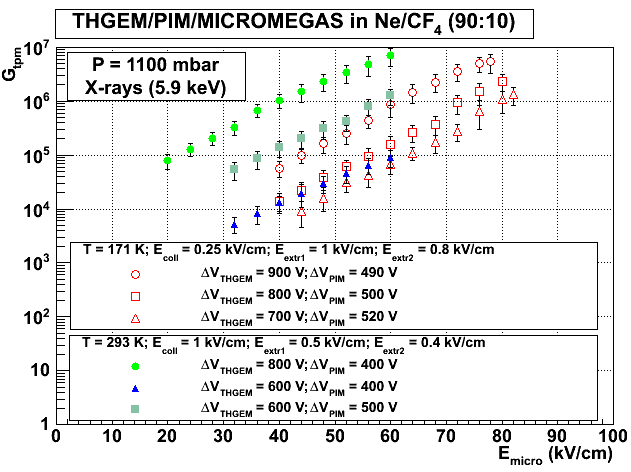 THGEM/PIM/MICROMEGAS in Ne/CF4 (90:10)
Gtpm
10^7
P = 1100 mbar
X-rays (5.9 keV)
10^6
10^5
10^4
10^3
T = 171 K; Ecoll = 0.25 kV/cm; Eextr1 = 1 kV/cm; Eextr2 = 0.8 kV/cm
ΔVTHGEM = 900 V; ΔVPIM = 490 V
ΔVTHGEM = 800 V; ΔVPIM = 500 V
ΔVTHGEM = 700 V; ΔVPIM = 520 V
10^2
T = 293 K; Ecoll = 1 kV/cm; Eextr1 = 0.5 kV/cm; Eextr2 = 0.4 kV/cm
ΔVTHGEM = 800 V; ΔVPIM = 400 V
10
ΔVTHGEM = 600 V; ΔVPIM = 400 V
ΔVTHGEM = 600 V; ΔVPIM = 500 V
1
0 10 20 30 40 50 60 70 80 90 100
Emicro (kV/cm)